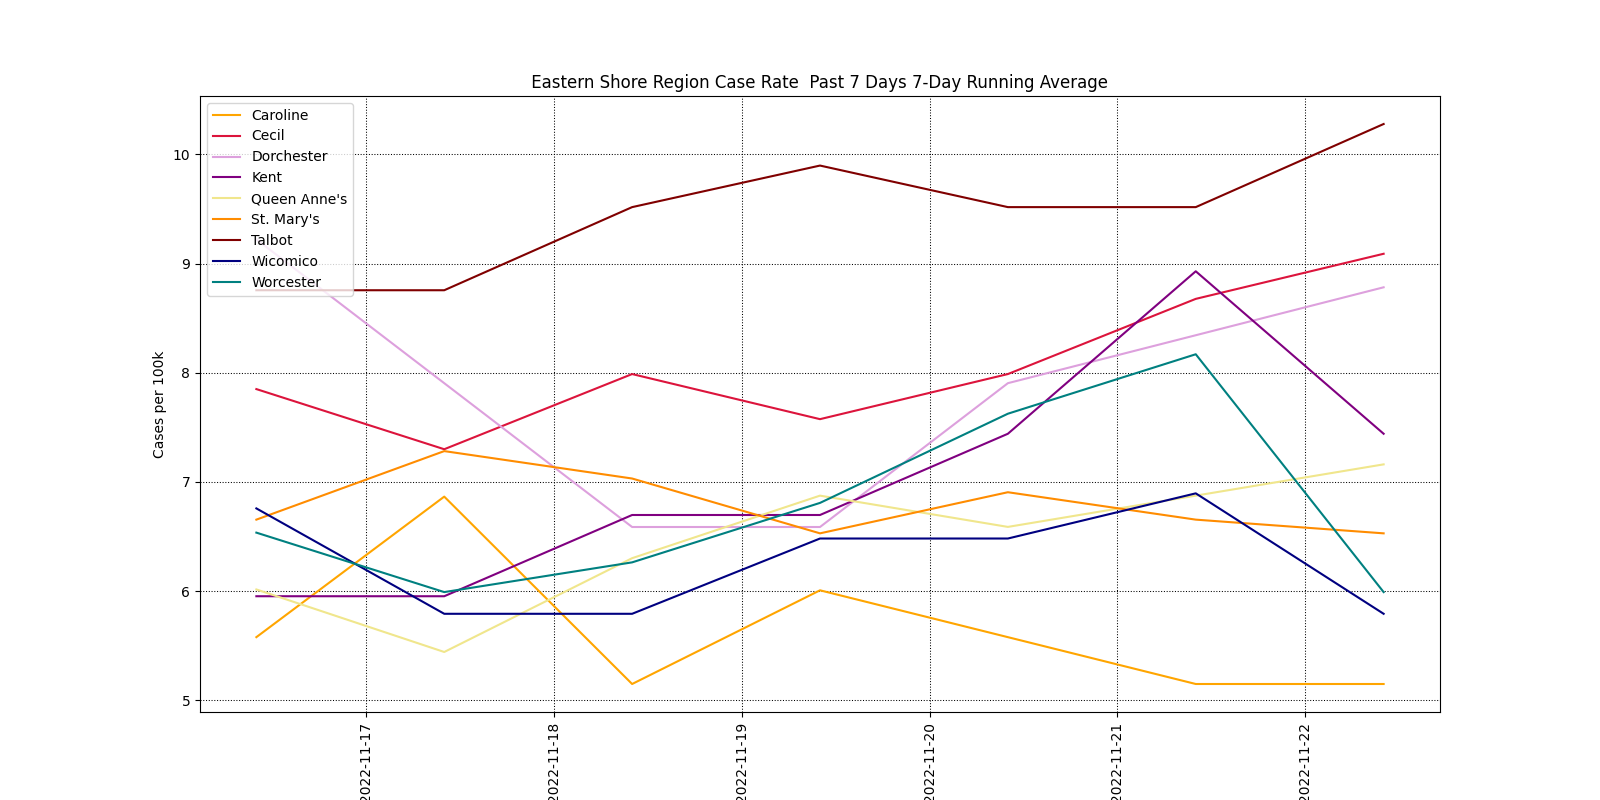 Eastern Shore Region Case Rate  Past 7 Days 7-Day Running Average
Caroline
Cecil
Dorchester
Kent
Queen Anne's
St. Mary's
Talbot
Wicomico
Worcester
Cases per 100k
10
9
8
7
6
5
2022-11-17
2022-11-18
2022-11-19
2022-11-20
2022-11-21
2022-11-22